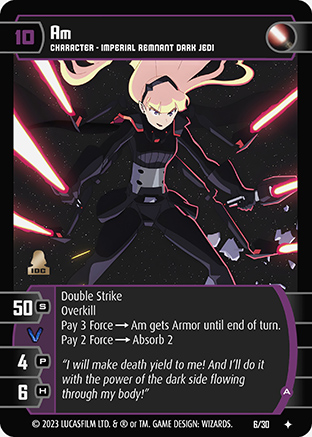 10 Am
CHARACTER - IMPERIAL REMNANT DARK JEDI
IDC
50 S
V
4 P
6 H
Double Strike
Overkill
Pay 3 Force → Am gets Armor until end of turn.
Pay 2 Force → Absorb 2
“I will make death yield to me! And I'll do it
with the power of the dark side flowing
through my body!”
A
© 2023 LUCASFILM LTD. & ® or TM. GAME DESIGN: WIZARDS. 6/30